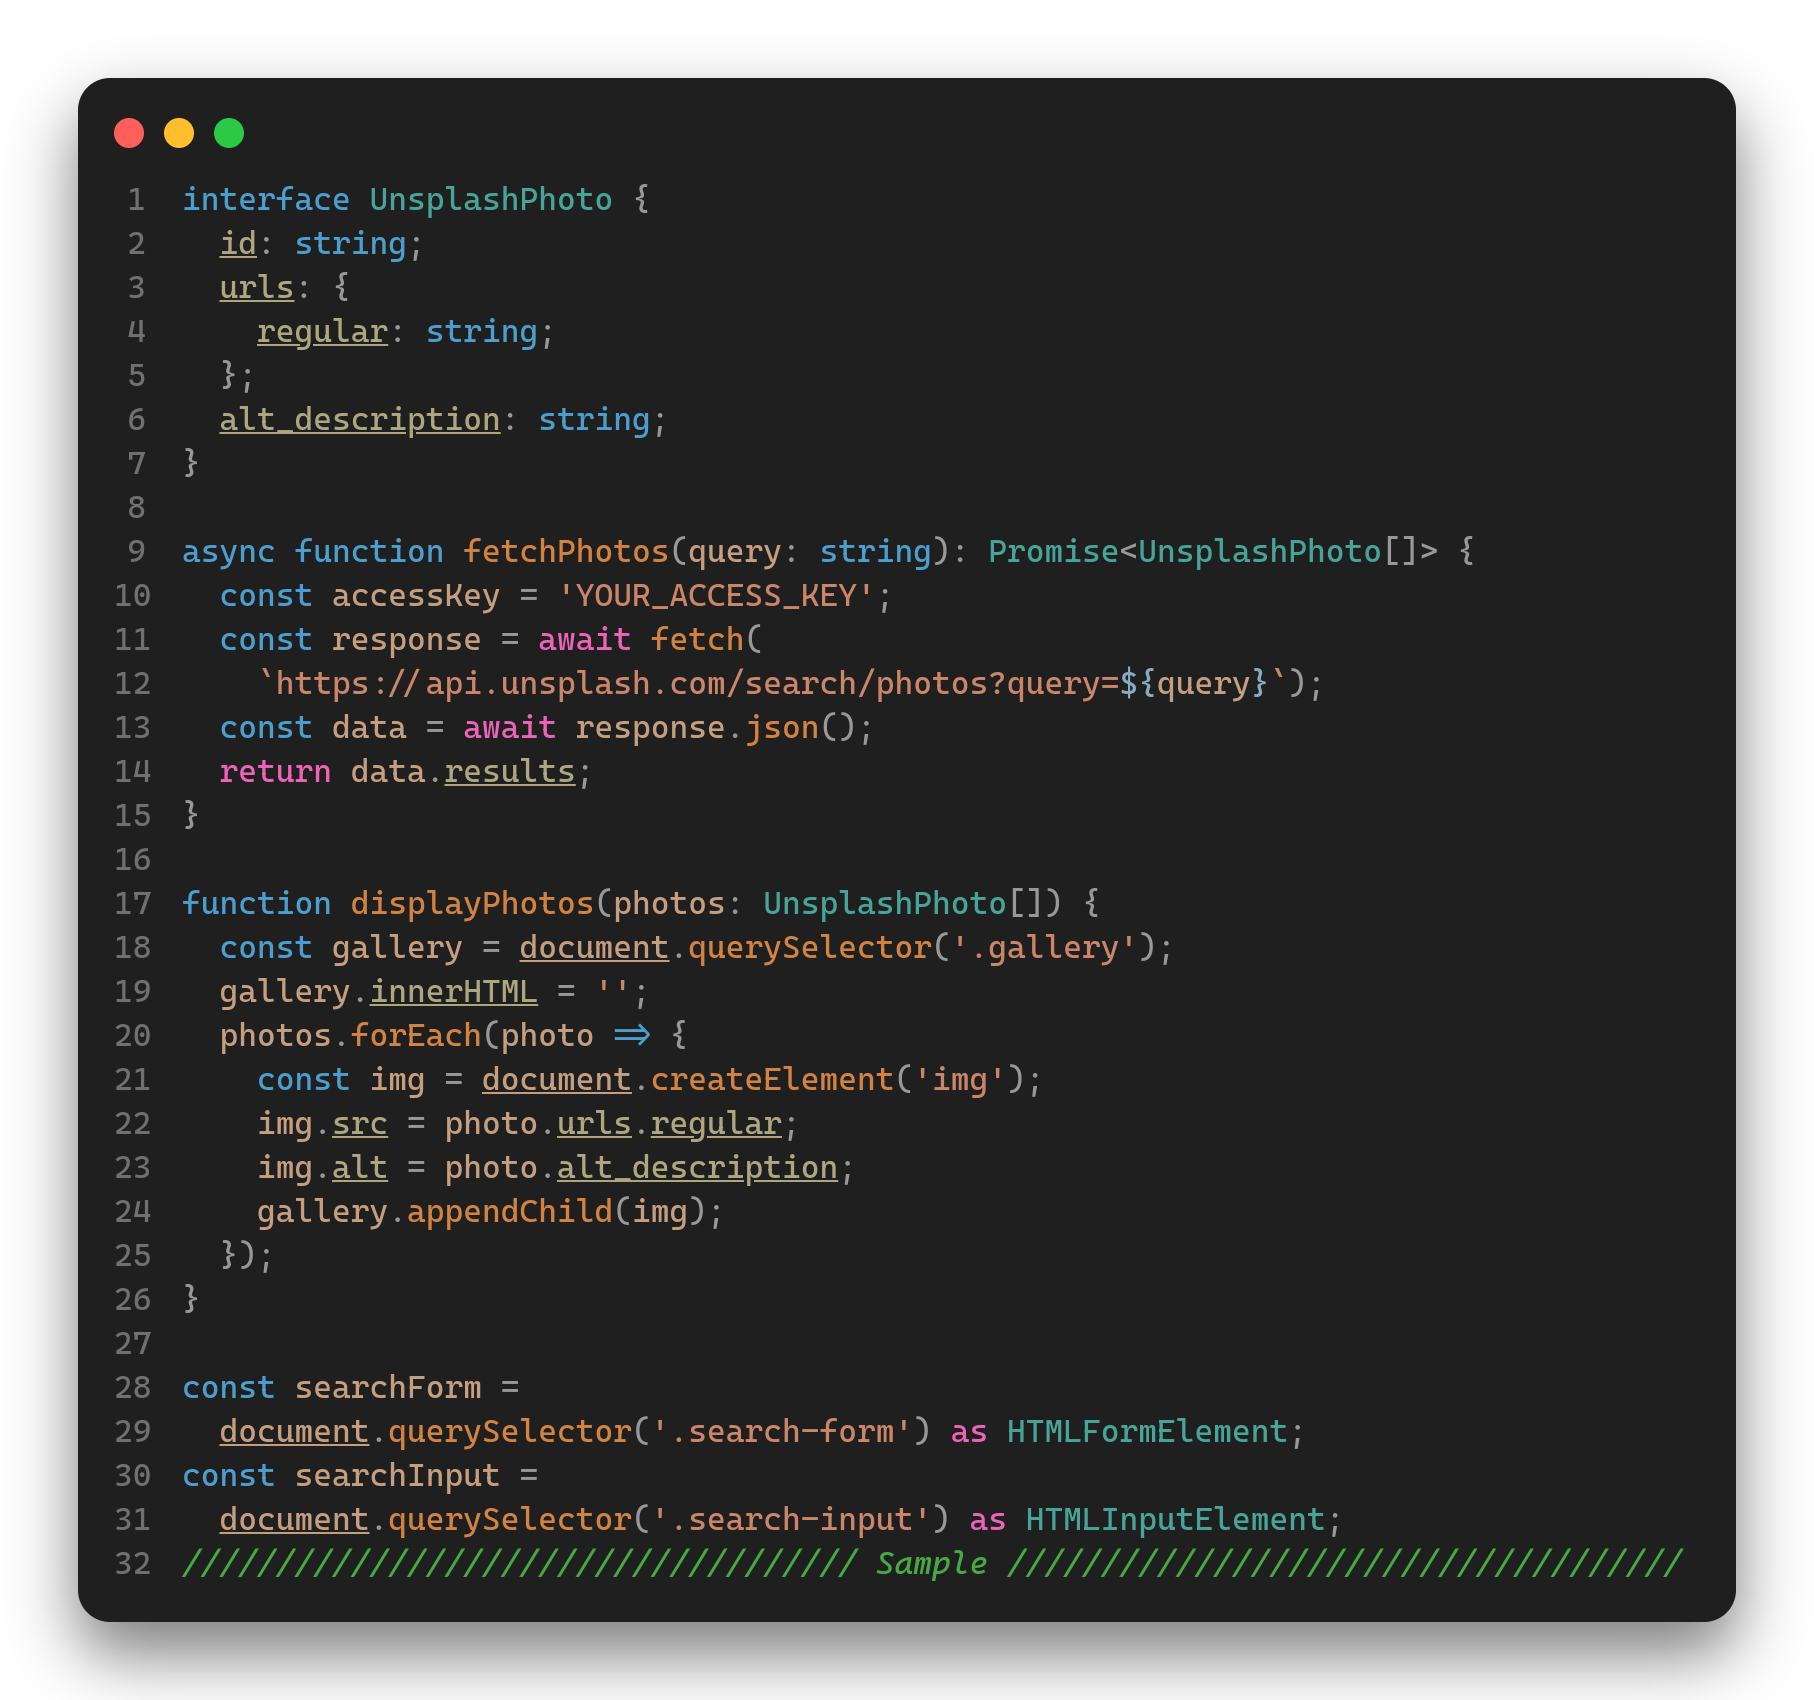 1 interface UnsplashPhoto {
2   id: string;
3   urls: {
4     regular: string;
5   };
6   alt_description: string;
7 }
8
9 async function fetchPhotos(query: string): Promise<UnsplashPhoto[]> {
10   const accessKey = 'YOUR_ACCESS_KEY';
11   const response = await fetch(
12     `https://api.unsplash.com/search/photos?query=${query}`);
13   const data = await response.json();
14   return data.results;
15 }
16
17 function displayPhotos(photos: UnsplashPhoto[]) {
18   const gallery = document.querySelector('.gallery');
19   gallery.innerHTML = '';
20   photos.forEach(photo => {
21     const img = document.createElement('img');
22     img.src = photo.urls.regular;
23     img.alt = photo.alt_description;
24     gallery.appendChild(img);
25   });
26 }
27
28 const searchForm =
29   document.querySelector('.search-form') as HTMLFormElement;
30 const searchInput =
31   document.querySelector('.search-input') as HTMLInputElement;
32 //////////////////////////////////// Sample ////////////////////////////////////